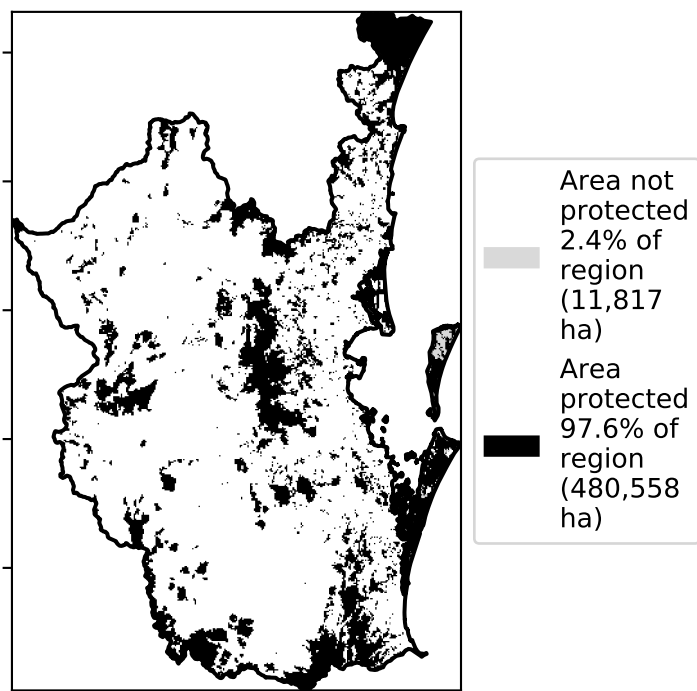 Area not
protected
2.4% of
region
(11,817
ha)
Area
protected
97.6% of
region
(480,558
ha)